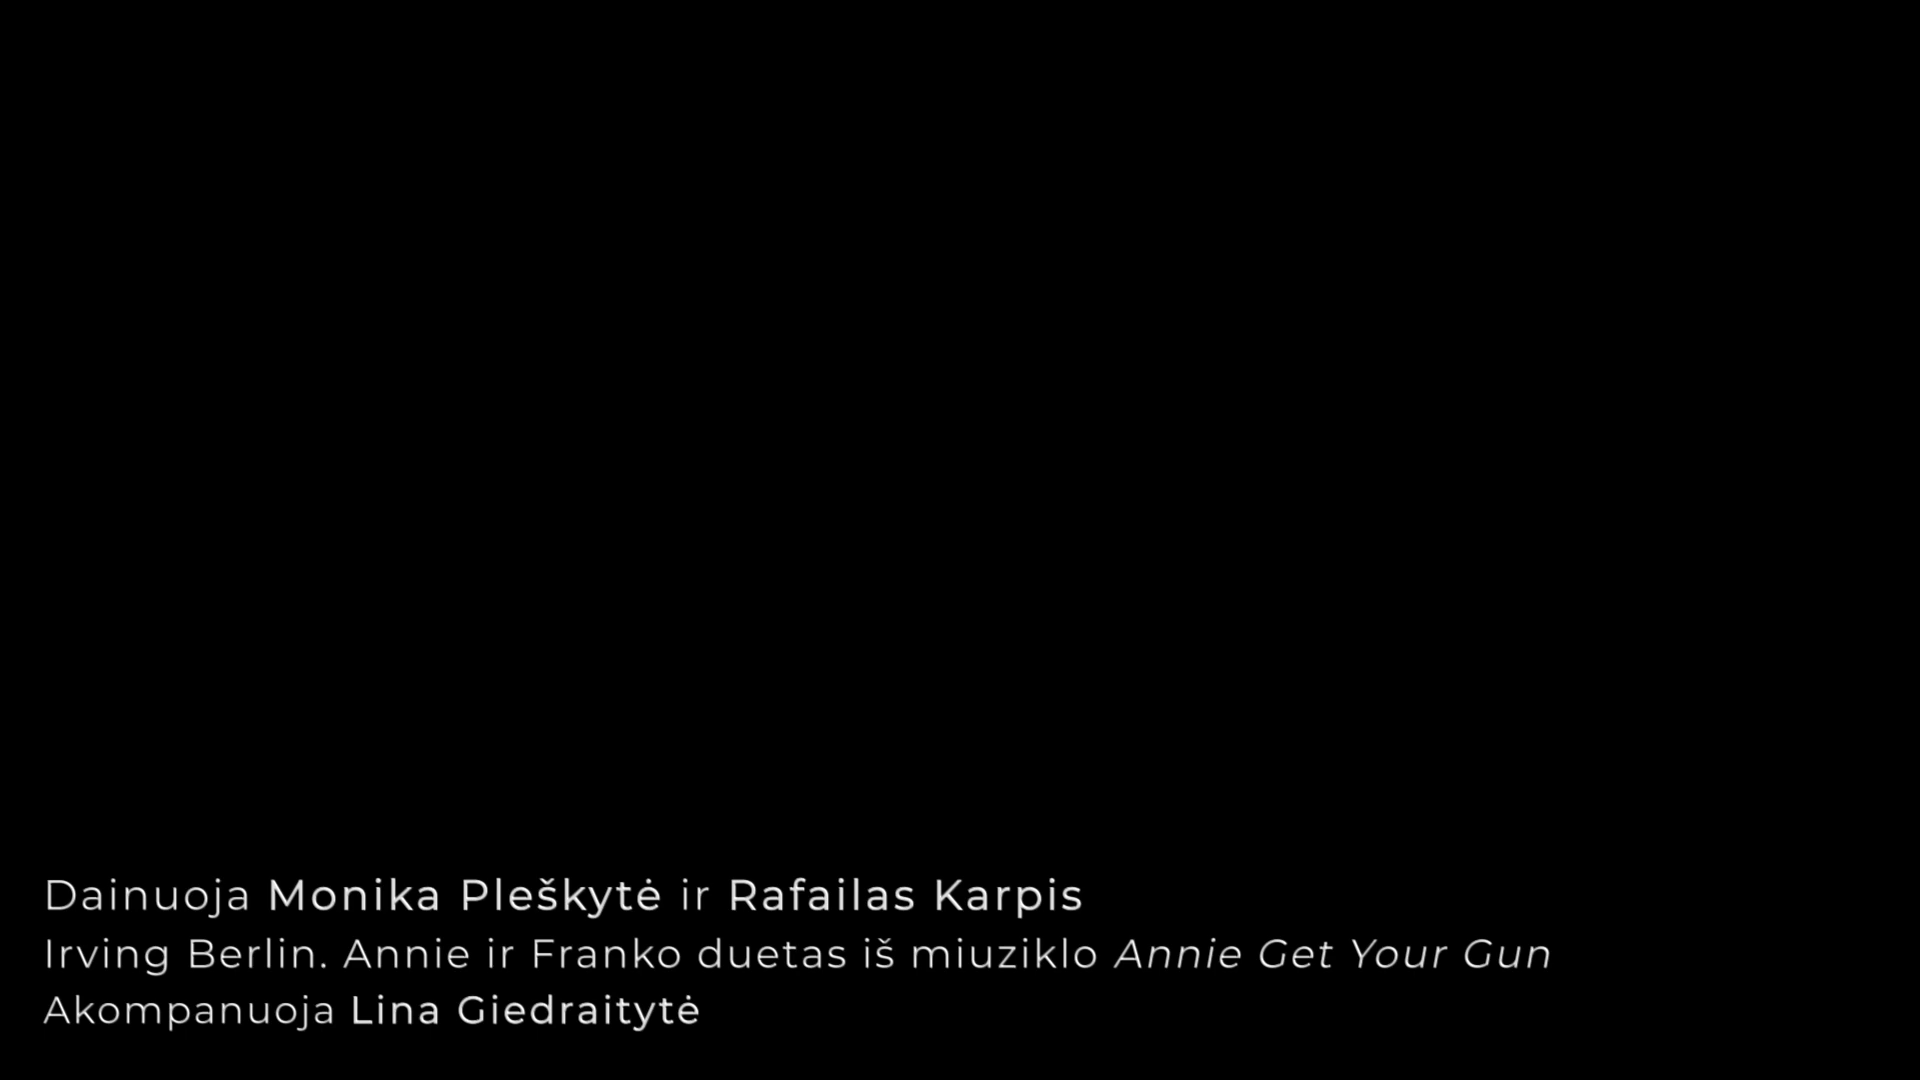 Dainuoja Monika Pleškytė ir Rafailas Karpis
Irving Berlin. Annie ir Franko duetas iš miuziklo Annie Get Your Gun
Akompanuoja Lina Giedraitytė